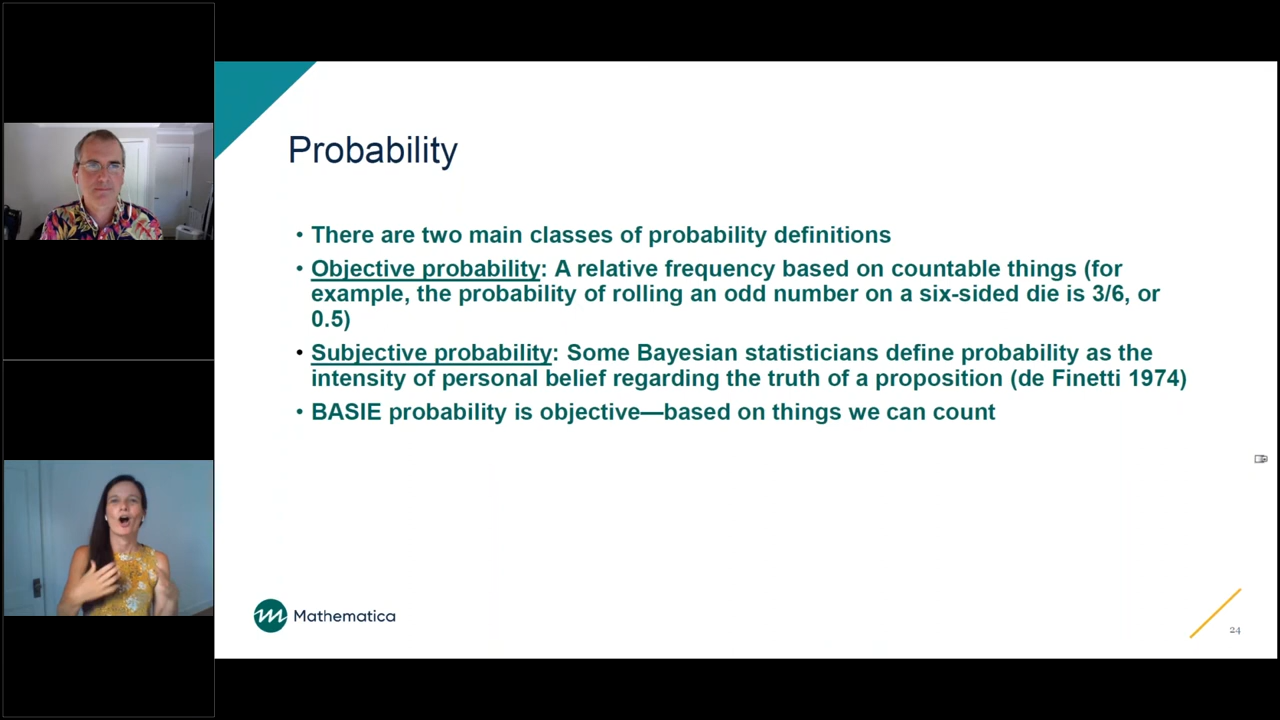 Probability
• There are two main classes of probability definitions
• Objective probability: A relative frequency based on countable things (for
example, the probability of rolling an odd number on a six-sided die is 3/6, or
0.5)
• Subjective probability: Some Bayesian statisticians define probability as the
intensity of personal belief regarding the truth of a proposition (de Finetti 1974)
• BASIE probability is objective—based on things we can count
Mathematica
24